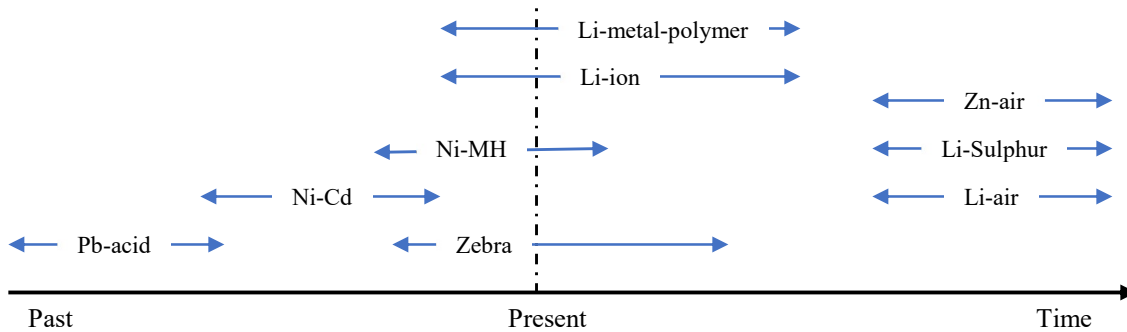 Li-metal-polymer
Li-ion
Zn-air
Ni-MH
Li-Sulphur
Ni-Cd
Li-air
Pb-acid
Zebra
Past
Present
Time